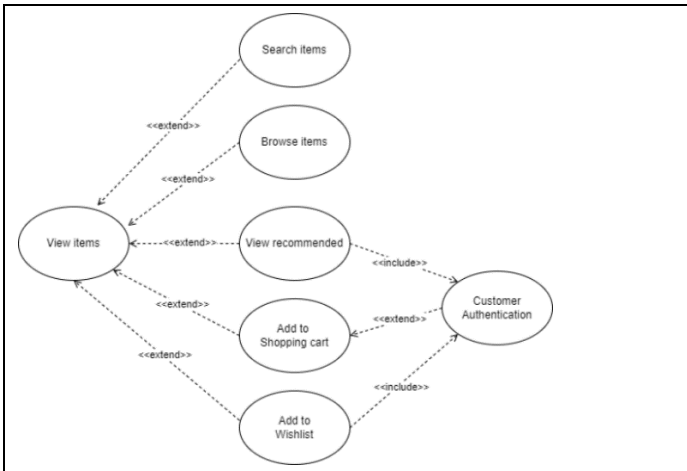 Search items
<<extend>>
Browse items
<<extend>>
View items
<<extend>>
View recommended
<<include>>
Customer
Authentication
<<extend>>
Add to
Shopping cart
<<extend>>
<<extend>>
<<include>>
Add to
Wishlist